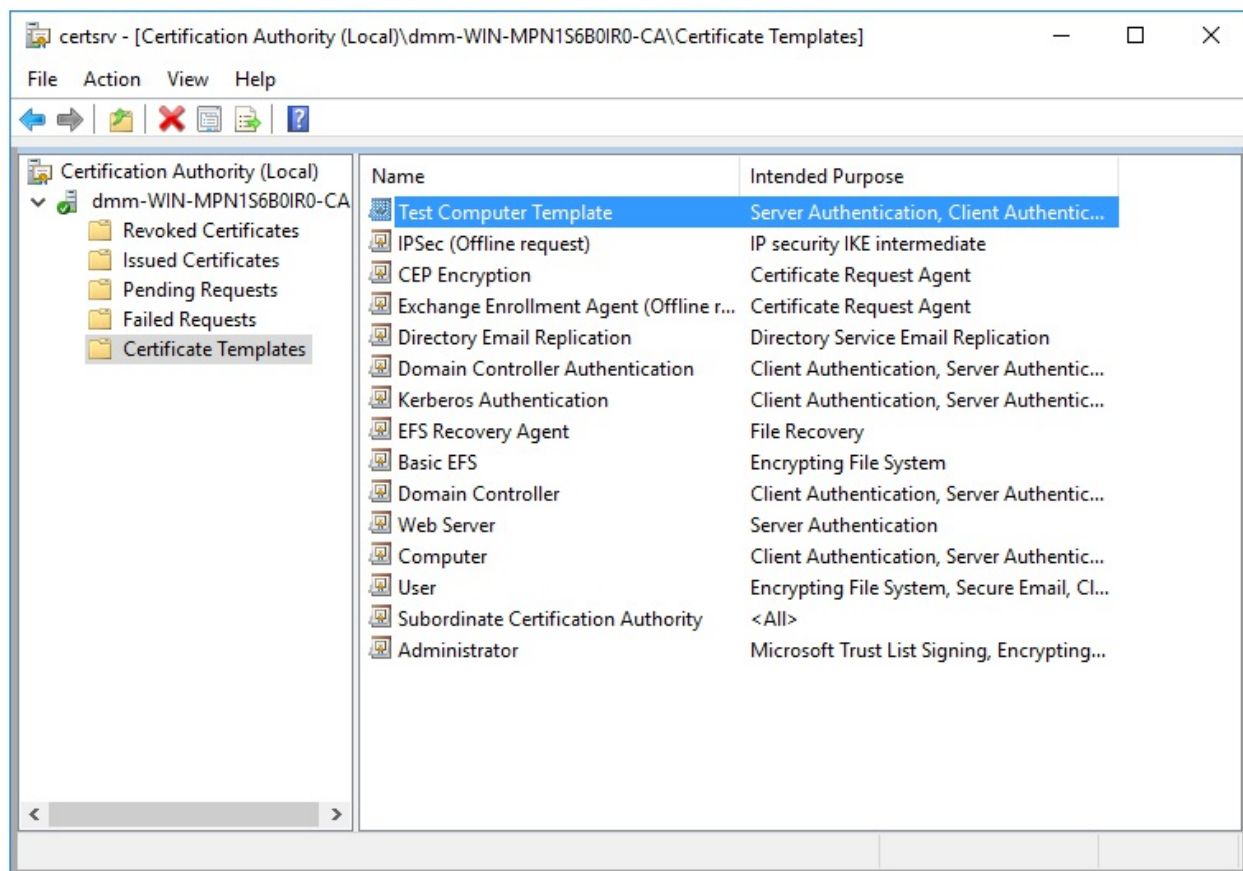 certsrv - [Certification Authority (Local)\dmm-WIN-MPN1S6B0IR0-CA\Certificate Templates]
File Action View Help
Certification Authority (Local)
dmm-WIN-MPN1S6B0IR0-CA
Revoked Certificates
Issued Certificates
Pending Requests
Failed Requests
Certificate Templates
Name Intended Purpose
Test Computer Template Server Authentication, Client Authentic...
IPSec (Offline request) IP security IKE intermediate
CEP Encryption Certificate Request Agent
Exchange Enrollment Agent (Offline r... Certificate Request Agent
Directory Email Replication Directory Service Email Replication
Domain Controller Authentication Client Authentication, Server Authentic...
Kerberos Authentication Client Authentication, Server Authentic...
EFS Recovery Agent File Recovery
Basic EFS Encrypting File System
Domain Controller Client Authentication, Server Authentic...
Web Server Server Authentication
Computer Client Authentication, Server Authentic...
User Encrypting File System, Secure Email, Cl...
Subordinate Certification Authority <All>
Administrator Microsoft Trust List Signing, Encrypting...